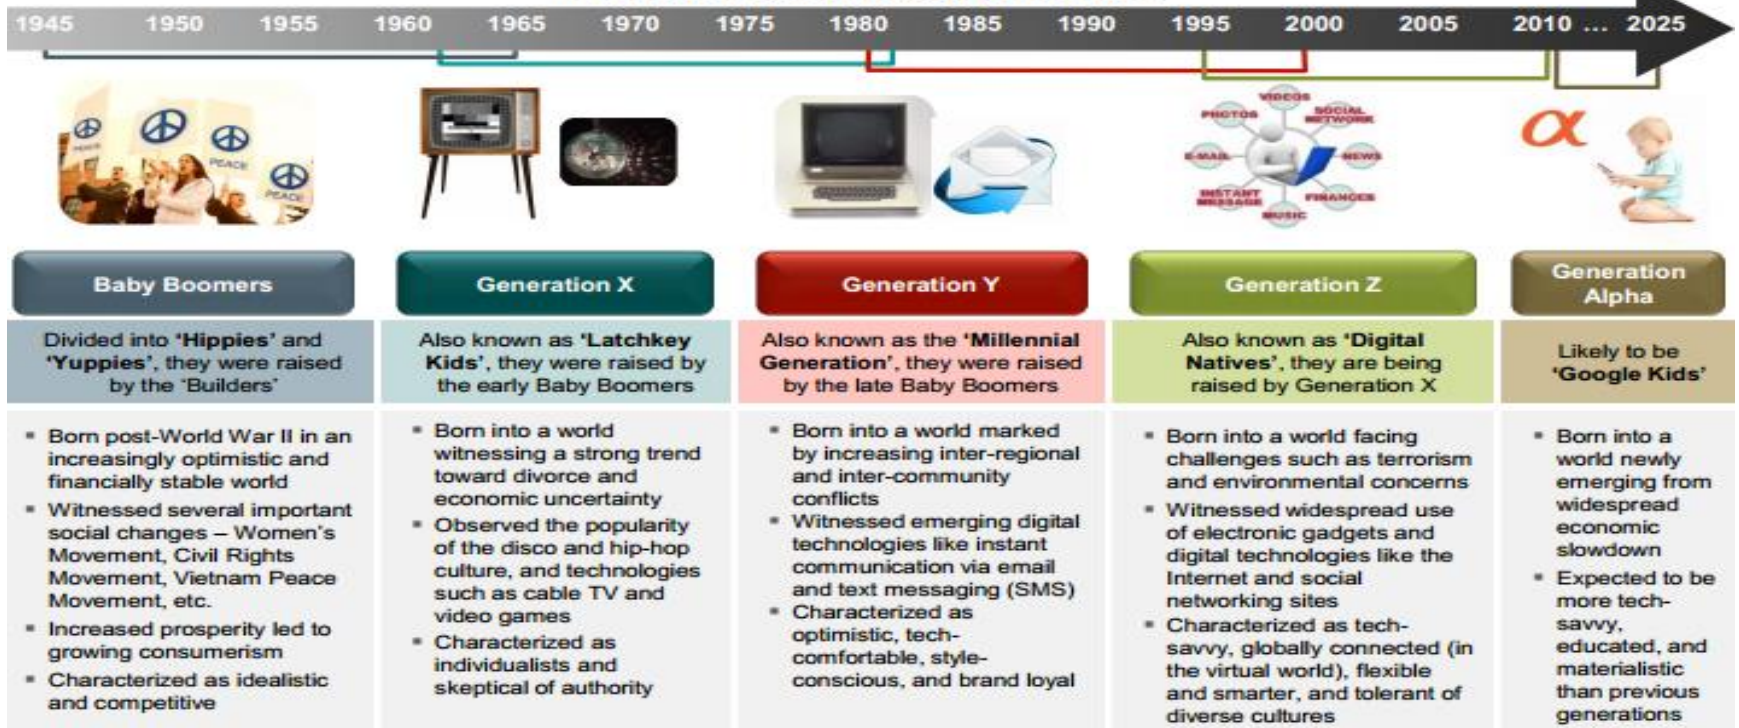 1945 1950 1955 1960 1965 1970 1975 1980 1985 1990 1995 2000 2005 2010 ... 2025
PEACE
PEACE
PEACE
VIDEOS
PHOTOS
SOCIAL
NETWORK
E-MAIL
NEWS
INSTANT
MESSAGE
FINANCES
MUSIC
α
Baby Boomers
Divided into ‘Hippies’ and
‘Yuppies’, they were raised
by the ‘Builders’
▪ Born post-World War II in an
increasingly optimistic and
financially stable world
▪ Witnessed several important
social changes – Women’s
Movement, Civil Rights
Movement, Vietnam Peace
Movement, etc.
▪ Increased prosperity led to
growing consumerism
▪ Characterized as idealistic
and competitive
Generation X
Also known as ‘Latchkey
Kids’, they were raised by
the early Baby Boomers
▪ Born into a world
witnessing a strong trend
toward divorce and
economic uncertainty
▪ Observed the popularity
of the disco and hip-hop
culture, and technologies
such as cable TV and
video games
▪ Characterized as
individualists and
skeptical of authority
Generation Y
Also known as the ‘Millennial
Generation’, they were raised
by the late Baby Boomers
▪ Born into a world marked
by increasing inter-regional
and inter-community
conflicts
▪ Witnessed emerging digital
technologies like instant
communication via email
and text messaging (SMS)
▪ Characterized as
optimistic, tech-
comfortable, style-
conscious, and brand loyal
Generation Z
Also known as ‘Digital
Natives’, they are being
raised by Generation X
▪ Born into a world facing
challenges such as terrorism
and environmental concerns
▪ Witnessed widespread use
of electronic gadgets and
digital technologies like the
Internet and social
networking sites
▪ Characterized as tech-
savvy, globally connected (in
the virtual world), flexible
and smarter, and tolerant of
diverse cultures
Generation
Alpha
Likely to be
‘Google Kids’
▪ Born into a
world newly
emerging from
widespread
economic
slowdown
▪ Expected to be
more tech-
savvy,
educated, and
materialistic
than previous
generations